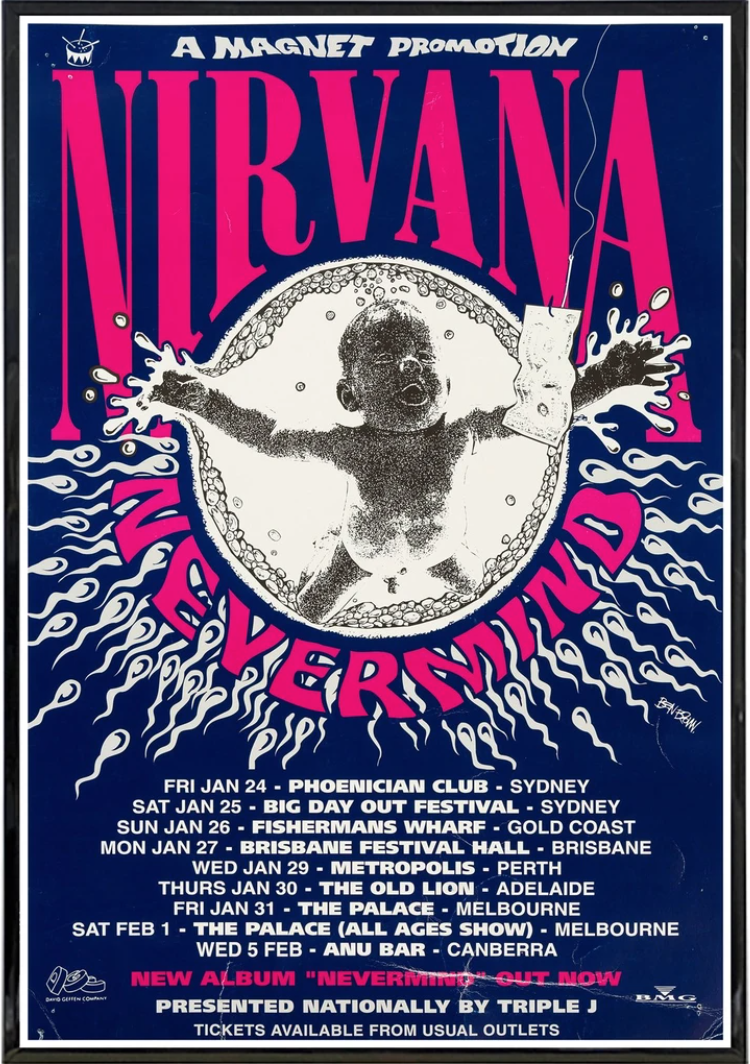 A MAGNET PROMOTION
NIRVANA
NEVERMIND
BEN BROWN.
FRI JAN 24 - PHOENICIAN CLUB - SYDNEY
SAT JAN 25 - BIG DAY OUT FESTIVAL - SYDNEY
SUN JAN 26 - FISHERMANS WHARF - GOLD COAST
MON JAN 27 - BRISBANE FESTIVAL HALL - BRISBANE
WED JAN 29 - METROPOLIS - PERTH
THURS JAN 30 - THE OLD LION - ADELAIDE
FRI JAN 31 - THE PALACE - MELBOURNE
SAT FEB 1 - THE PALACE (ALL AGES SHOW) - MELBOURNE
WED 5 FEB - ANU BAR - CANBERRA
NEW ALBUM "NEVERMIND" OUT NOW
DAVID GEFFEN COMPANY
BMG
PRESENTED NATIONALLY BY TRIPLE J
TICKETS AVAILABLE FROM USUAL OUTLETS